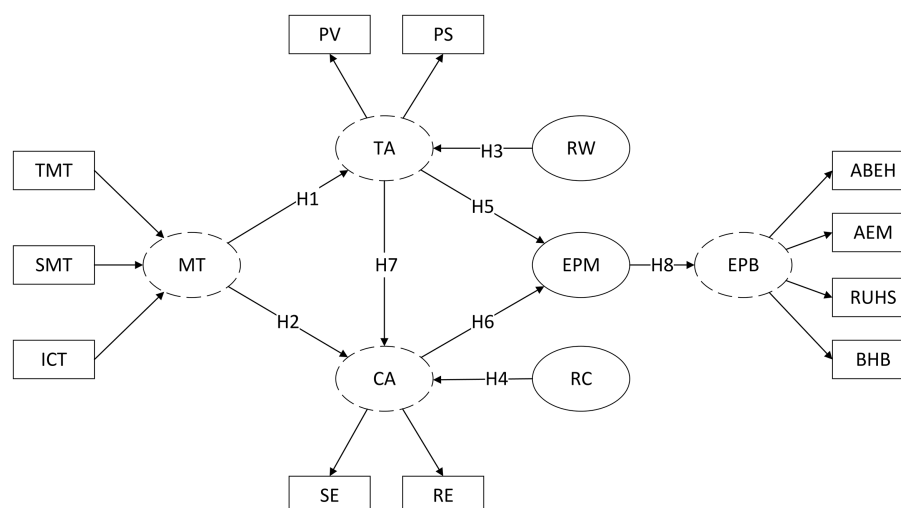 PV
PS
TA
H3
RW
TMT
ABEH
H1
H5
AEM
SMT
MT
H7
EPM
H8
EPB
RUHS
H2
H6
ICT
BHB
CA
H4
RC
SE
RE